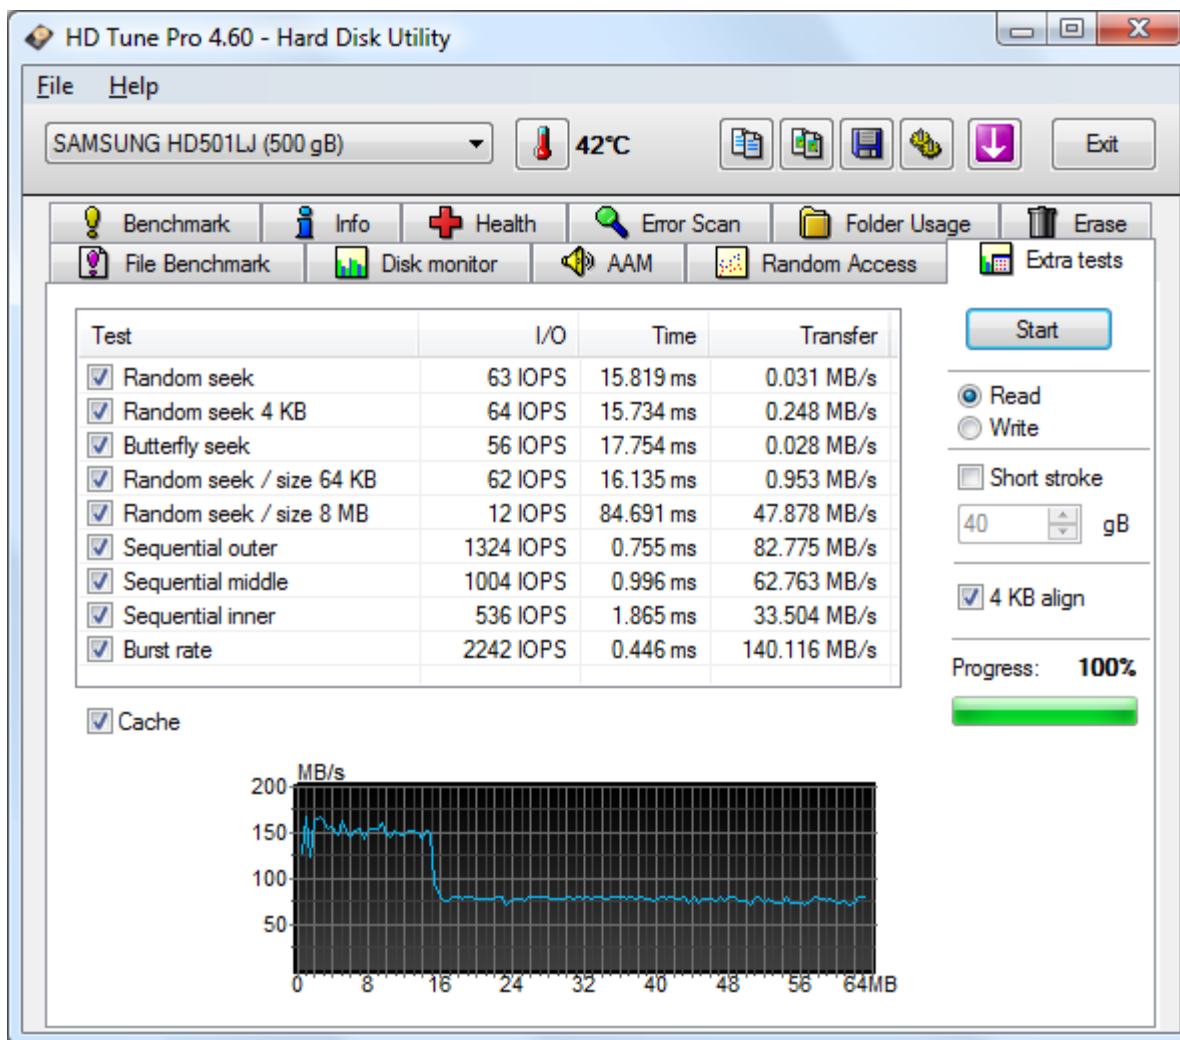 HD Tune Pro 4.60 - Hard Disk Utility
File Help
SAMSUNG HD501LJ (500 gB) 42°C Exit
Benchmark Info Health Error Scan Folder Usage Erase
File Benchmark Disk monitor AAM Random Access Extra tests
Test I/O Time Transfer
Random seek 63 IOPS 15.819 ms 0.031 MB/s
Random seek 4 KB 64 IOPS 15.734 ms 0.248 MB/s
Butterfly seek 56 IOPS 17.754 ms 0.028 MB/s
Random seek / size 64 KB 62 IOPS 16.135 ms 0.953 MB/s
Random seek / size 8 MB 12 IOPS 84.691 ms 47.878 MB/s
Sequential outer 1324 IOPS 0.755 ms 82.775 MB/s
Sequential middle 1004 IOPS 0.996 ms 62.763 MB/s
Sequential inner 536 IOPS 1.865 ms 33.504 MB/s
Burst rate 2242 IOPS 0.446 ms 140.116 MB/s
Start
Read
Write
Short stroke
40 gB
4 KB align
Progress: 100%
Cache
MB/s
200
150
100
50
0 8 16 24 32 40 48 56 64MB